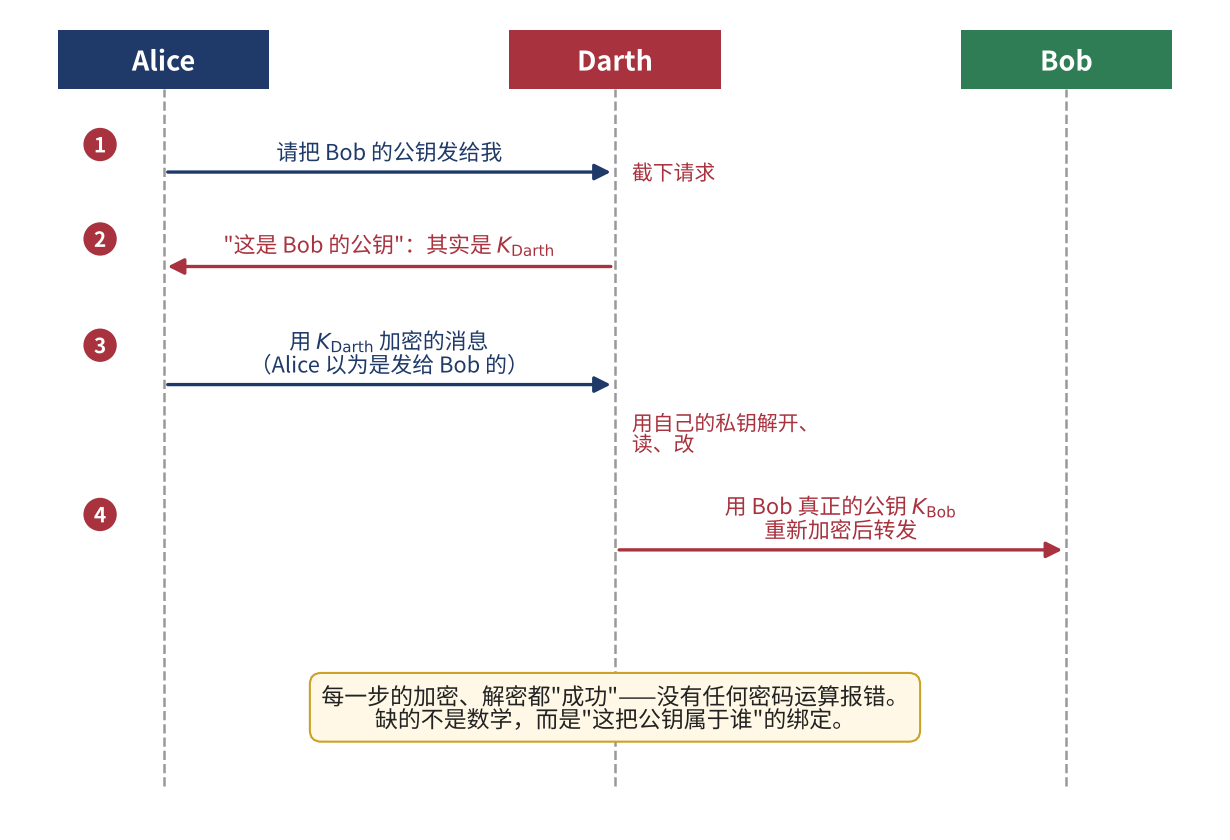 Alice
Darth
Bob
1
请把 Bob 的公钥发给我
截下请求
2
"这是 Bob 的公钥"：其实是 K_Darth
3
用 K_Darth 加密的消息
（Alice 以为是发给 Bob 的）
用自己的私钥解开、
读、改
4
用 Bob 真正的公钥 K_Bob
重新加密后转发
每一步的加密、解密都"成功"——没有任何密码运算报错。
缺的不是数学，而是"这把公钥属于谁"的绑定。